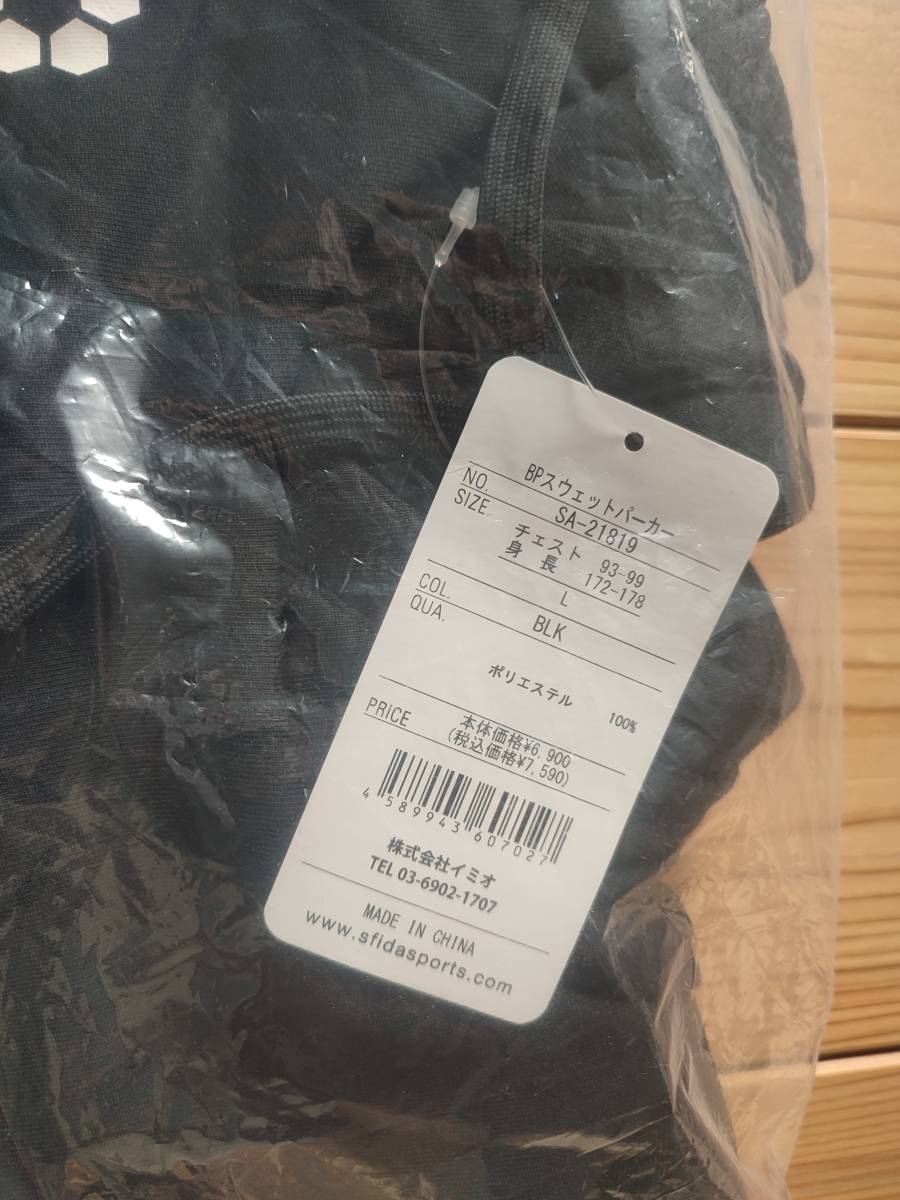 BPスウェットパーカー
NO. SA-21819
SIZE. チェスト 93-99
身 長 172-178
L
COL. BLK
QUA.
ポリエステル 100%
PRICE 本体価格¥6,900
(税込価格¥7,590)
4 589943 607027
株式会社イミオ
TEL 03-6902-1707
MADE IN CHINA
www.sfidasports.com